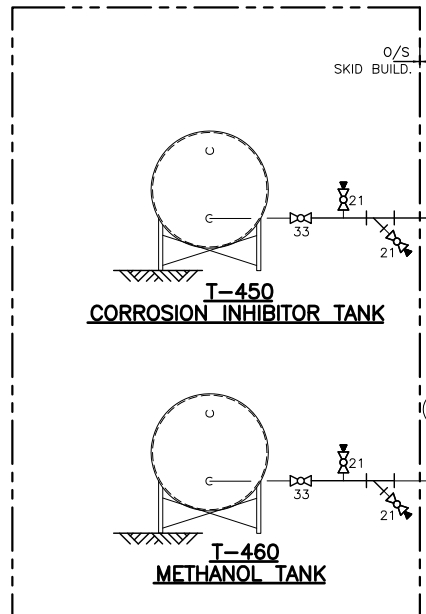 O/S
SKID BUILD.
21
33
21
T-450
CORROSION INHIBITOR TANK
21
33
21
T-460
METHANOL TANK